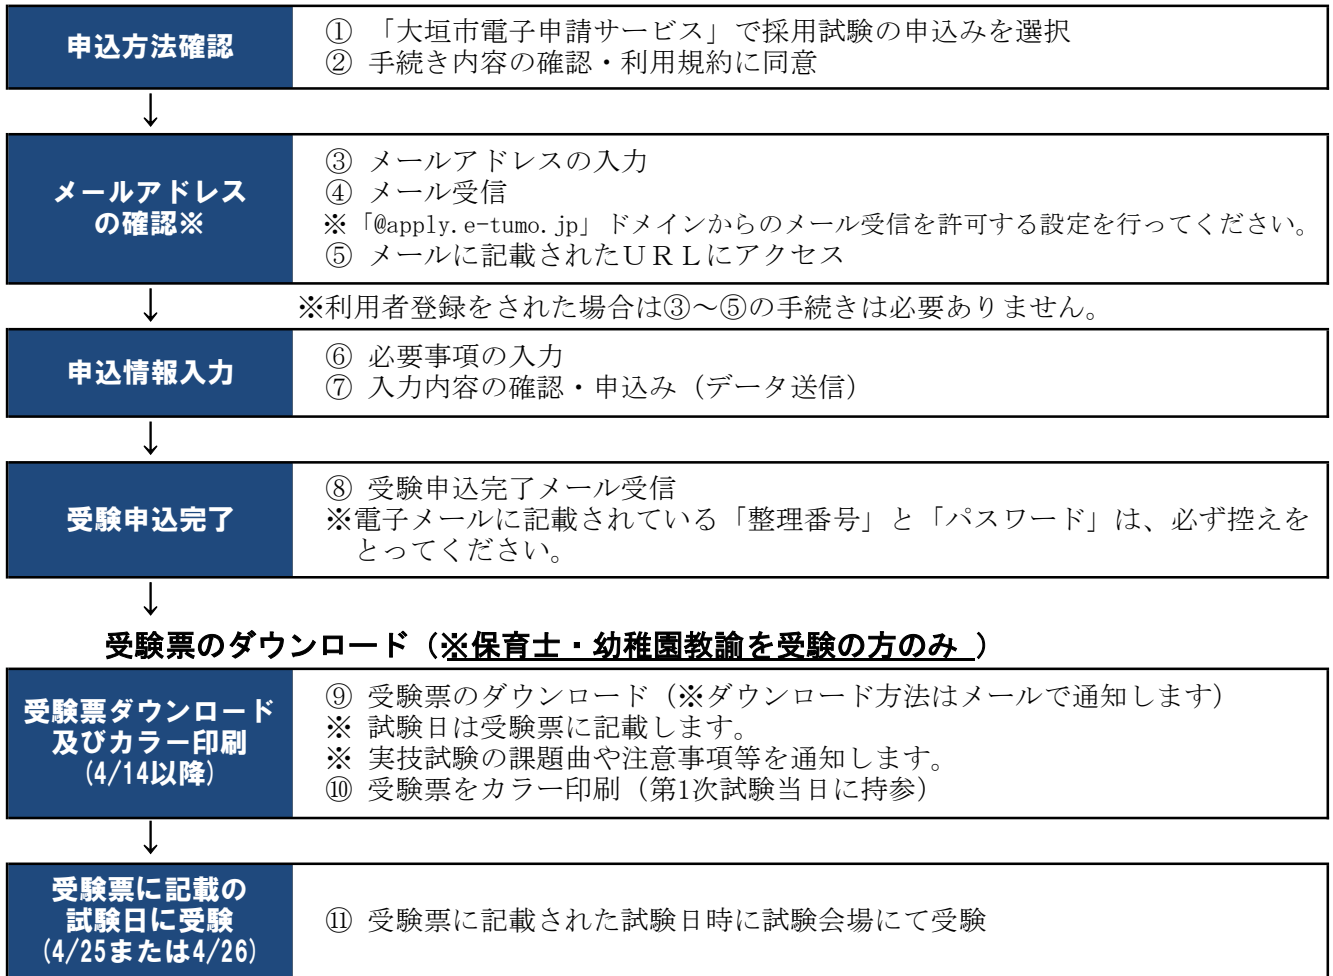 申込方法確認
① 「大垣市電子申請サービス」で採用試験の申込みを選択
② 手続き内容の確認・利用規約に同意
↓
メールアドレス
の確認※
③ メールアドレスの入力
④ メール受信
※「@apply.e-tumo.jp」ドメインからのメール受信を許可する設定を行ってください。
⑤ メールに記載されたＵＲＬにアクセス
↓
※利用者登録をされた場合は③～⑤の手続きは必要ありません。
申込情報入力
⑥ 必要事項の入力
⑦ 入力内容の確認・申込み（データ送信）
↓
受験申込完了
⑧ 受験申込完了メール受信
※電子メールに記載されている「整理番号」と「パスワード」は、必ず控えを
とってください。
↓
受験票のダウンロード（※保育士・幼稚園教諭を受験の方のみ ）
受験票ダウンロード
及びカラー印刷
(4/14以降)
⑨ 受験票のダウンロード（※ダウンロード方法はメールで通知します）
※ 試験日は受験票に記載します。
※ 実技試験の課題曲や注意事項等を通知します。
⑩ 受験票をカラー印刷（第1次試験当日に持参）
↓
受験票に記載の
試験日に受験
(4/25または4/26)
⑪ 受験票に記載された試験日時に試験会場にて受験